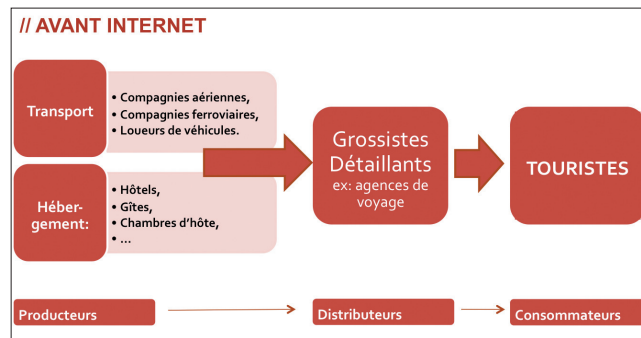 // AVANT INTERNET
Transport
• Compagnies aériennes,
• Compagnies ferroviaires,
• Loueurs de véhicules.
Héber-
gement:
• Hôtels,
• Gîtes,
• Chambres d'hôte,
• ...
Grossistes
Détaillants
ex: agences de
voyage
TOURISTES
Producteurs
Distributeurs
Consommateurs